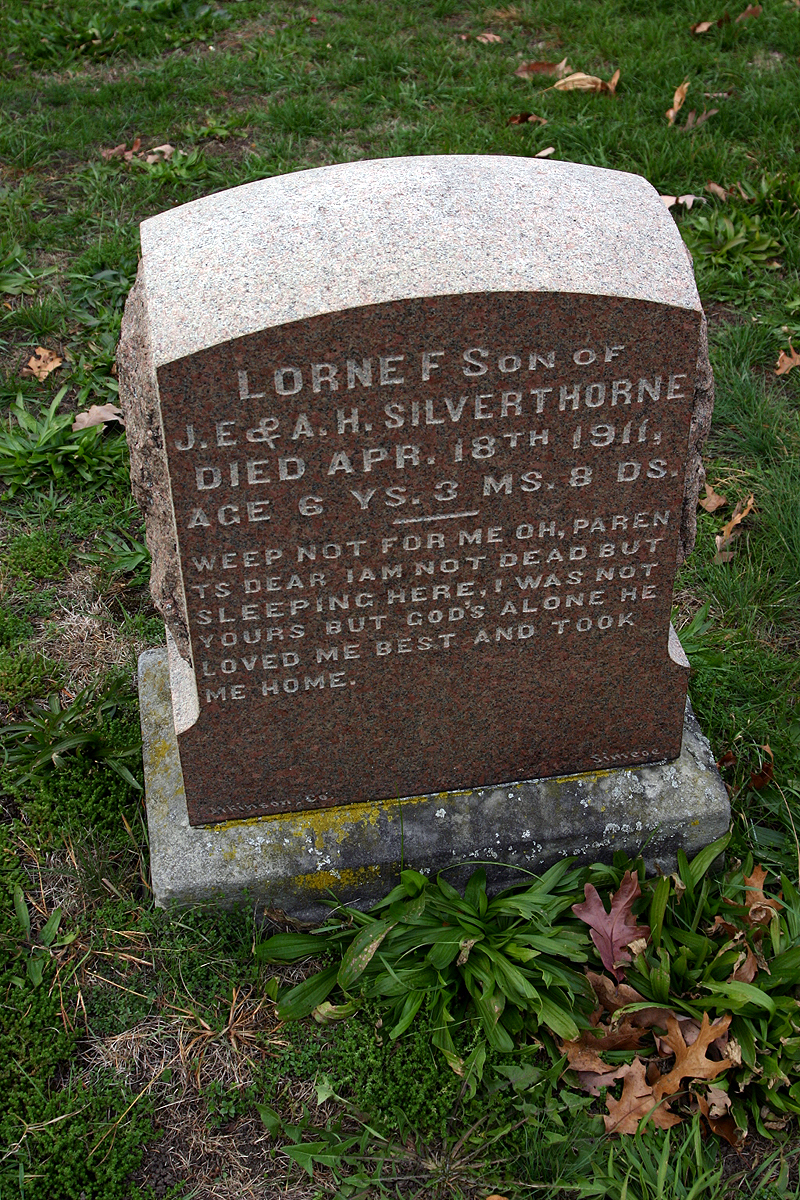 LORNE F SON OF
J. E & A. H. SILVERTHORNE
DIED APR. 18TH 1911,
AGE 6 YS. 3 MS. 8 DS.
WEEP NOT FOR ME OH, PAREN
TS DEAR IAM NOT DEAD BUT
SLEEPING HERE, I WAS NOT
YOURS BUT GOD'S ALONE HE
LOVED ME BEST AND TOOK
ME HOME.
Simcoe